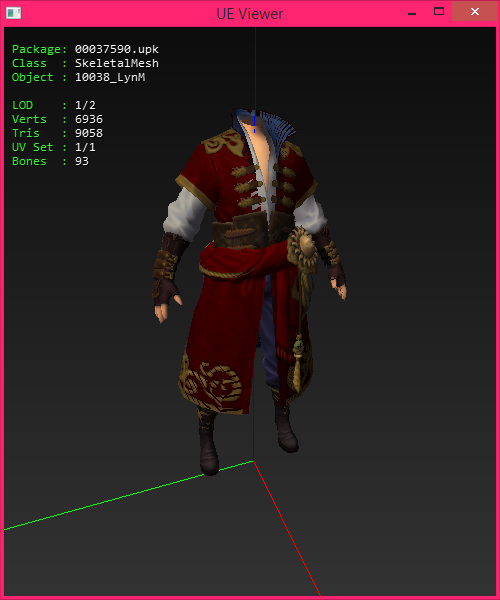 UE Viewer
Package: 00037590.upk
Class : SkeletalMesh
Object : 10038_LynM
LOD : 1/2
Verts : 6936
Tris : 9058
UV Set : 1/1
Bones : 93